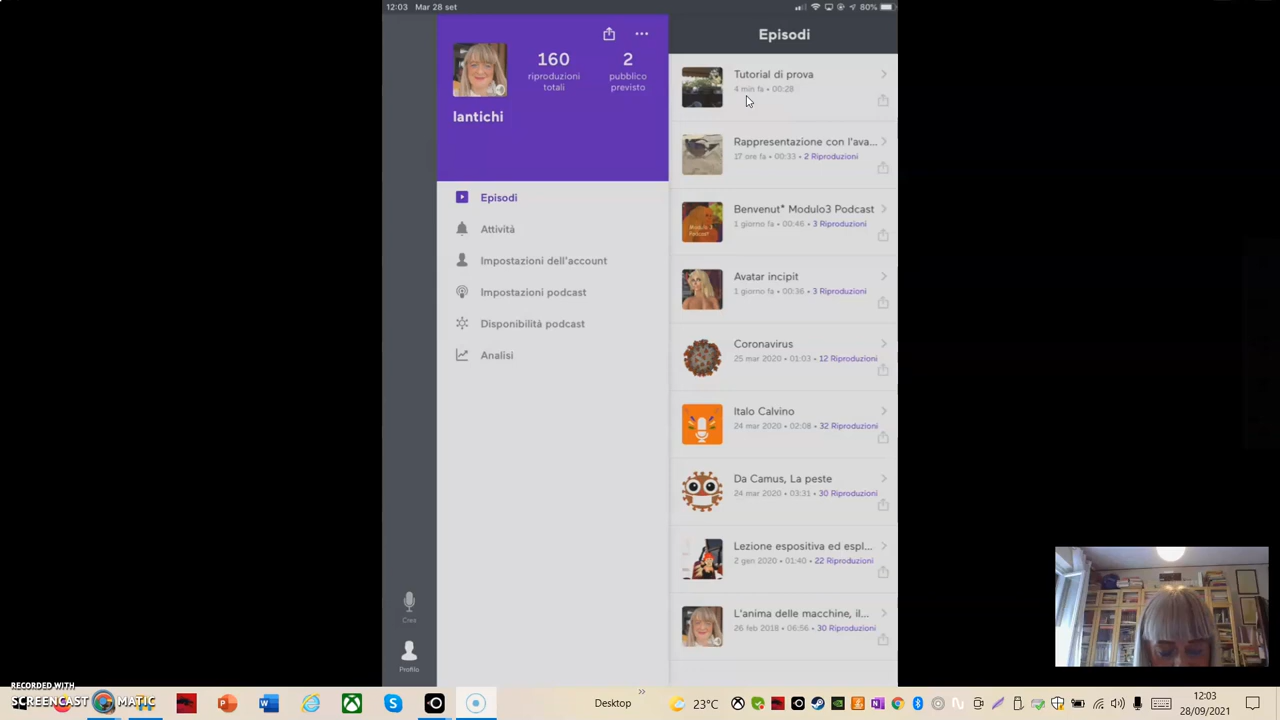 12:03 Mar 28 set
80%
160
riproduzioni
totali
2
pubblico
previsto
lantichi
Episodi
Attività
Impostazioni dell'account
Impostazioni podcast
Disponibilità podcast
Analisi
Crea
Profilo
Episodi
Tutorial di prova
4 min fa • 00:28
Rappresentazione con l'ava...
17 ore fa • 00:33 • 2 Riproduzioni
Benvenut* Modulo3 Podcast
1 giorno fa • 00:46 • 3 Riproduzioni
Modulo 3
Podcast
Avatar incipit
1 giorno fa • 00:36 • 3 Riproduzioni
Coronavirus
25 mar 2020 • 01:03 • 12 Riproduzioni
Italo Calvino
24 mar 2020 • 02:08 • 32 Riproduzioni
Da Camus, La peste
24 mar 2020 • 03:31 • 30 Riproduzioni
Lezione espositiva ed espl...
2 gen 2020 • 01:40 • 22 Riproduzioni
L'anima delle macchine, il...
26 feb 2018 • 06:56 • 30 Riproduzioni
RECORDED WITH
SCREENCAST MATIC
Desktop
23°C
12:03
28/09/2021